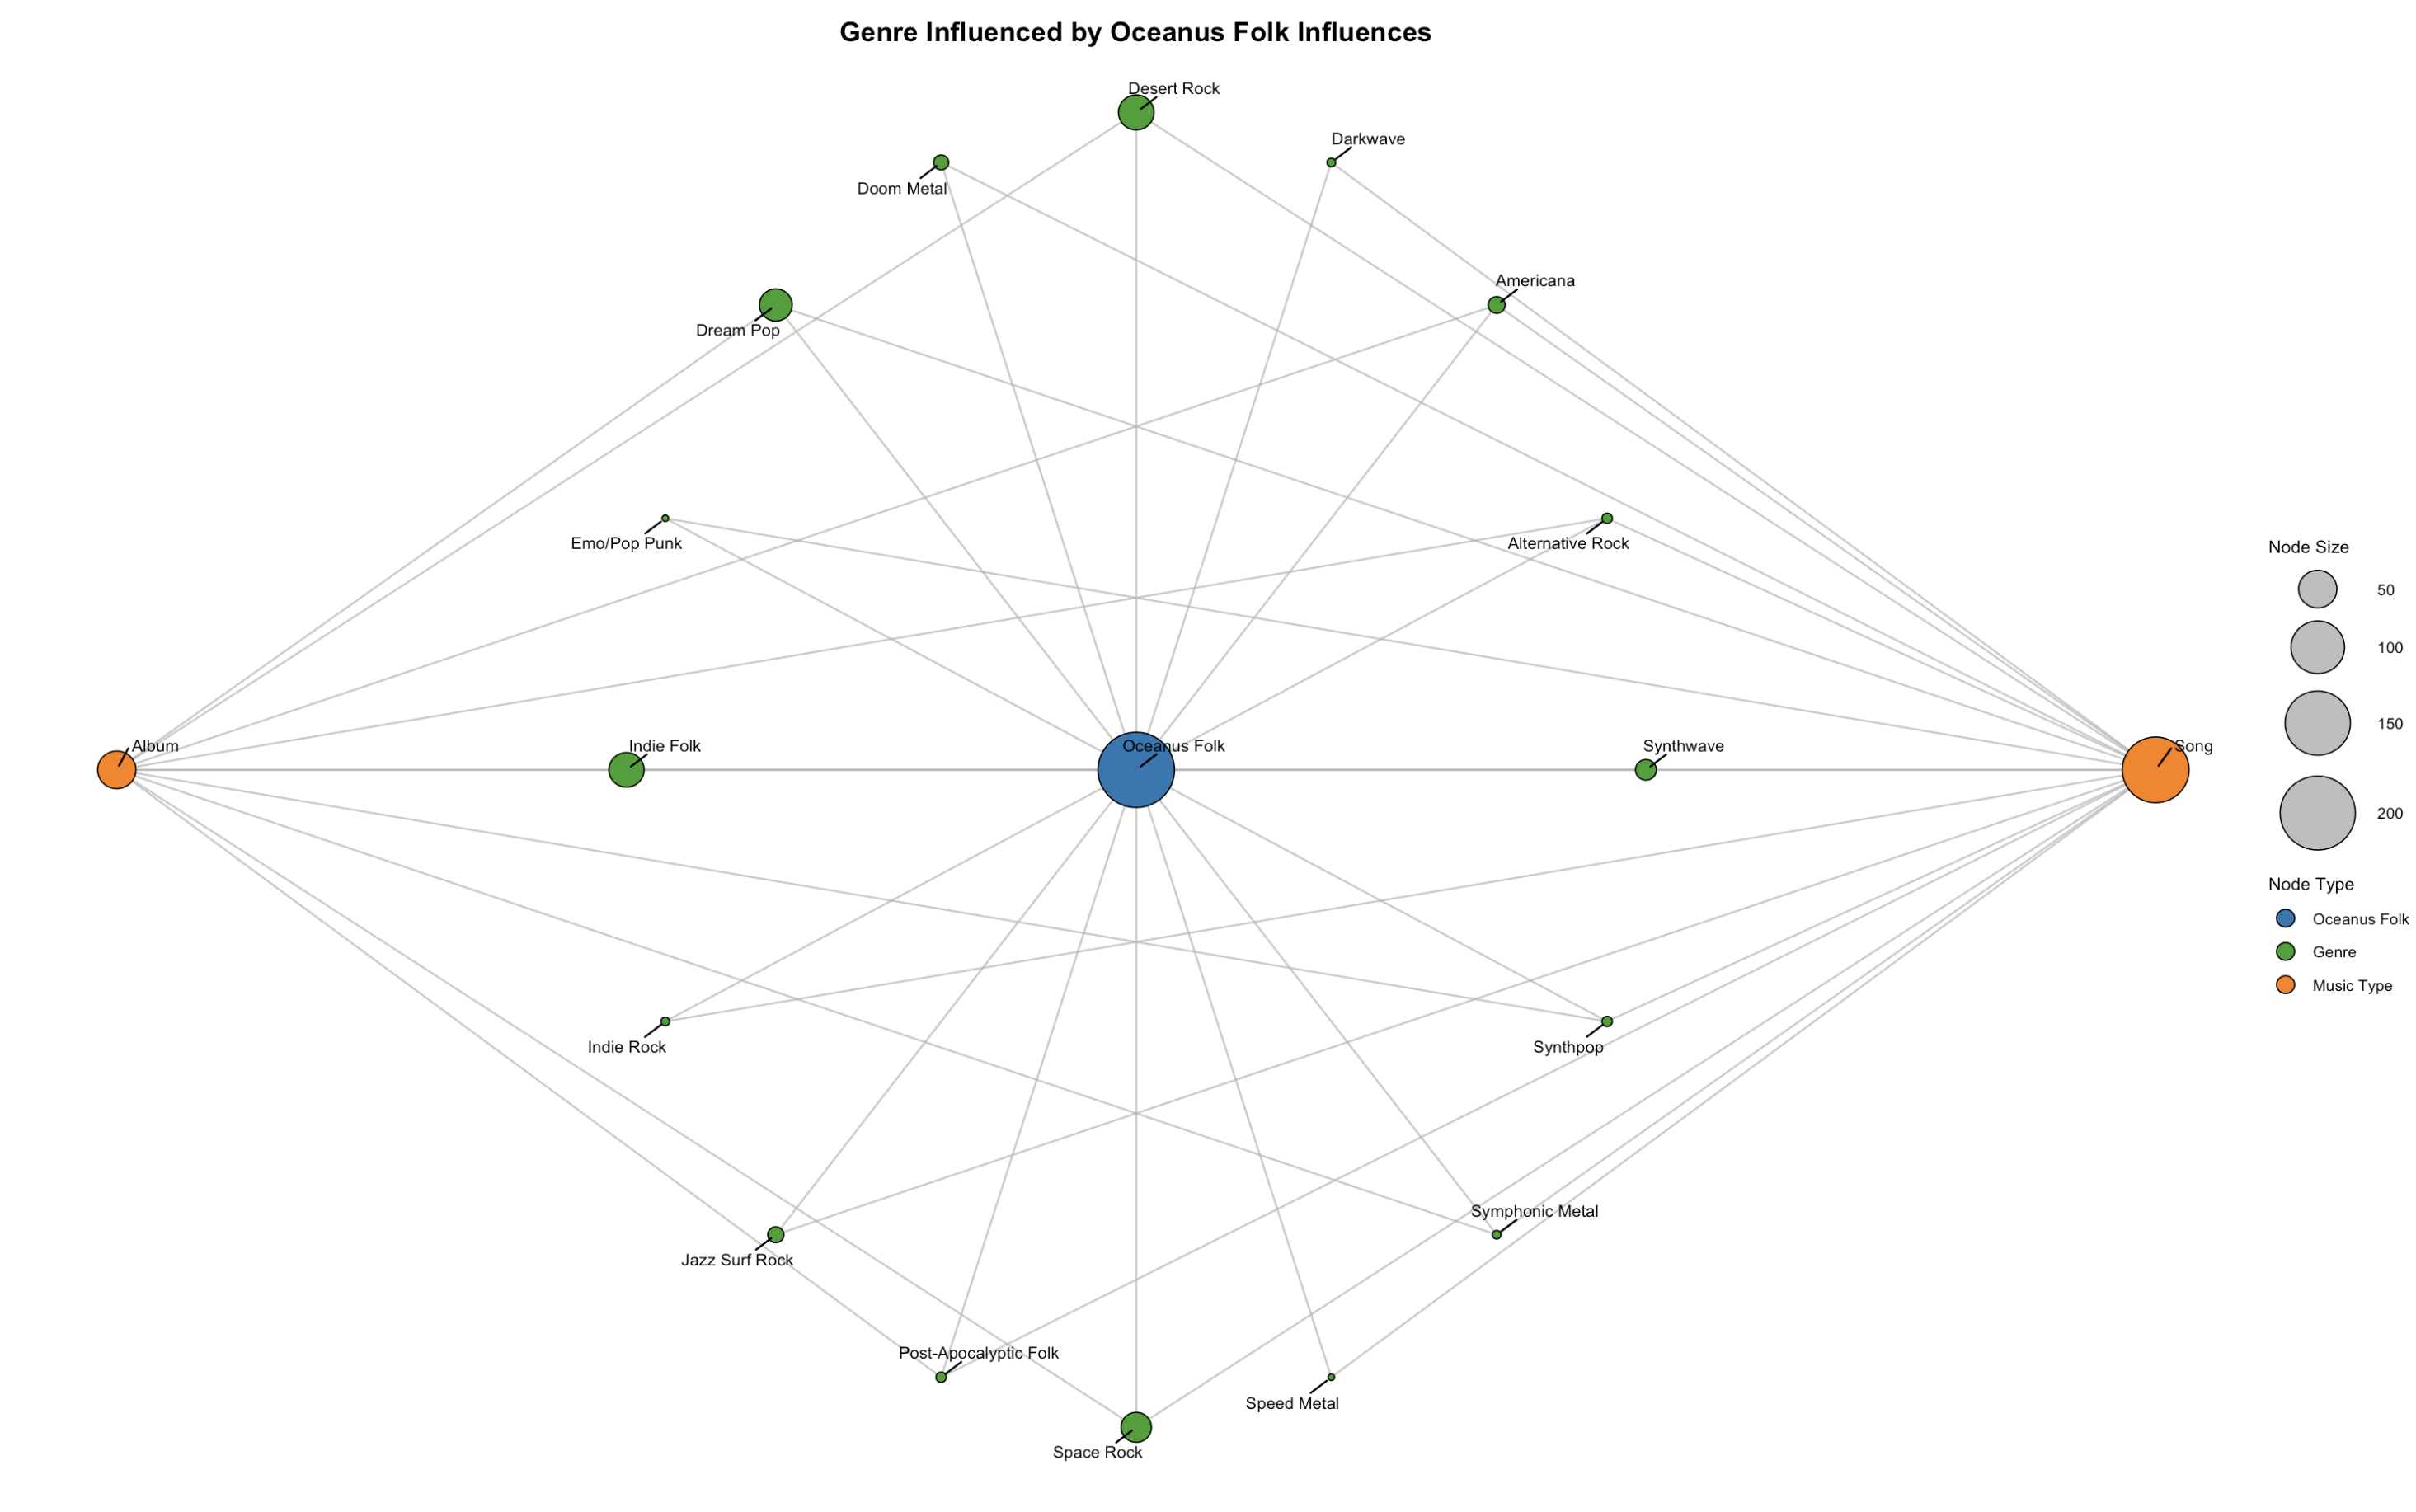 Genre Influenced by Oceanus Folk Influences
Desert Rock
Darkwave
Doom Metal
Americana
Dream Pop
Emo/Pop Punk
Alternative Rock
Album
Indie Folk
Oceanus Folk
Synthwave
Song
Indie Rock
Synthpop
Symphonic Metal
Jazz Surf Rock
Post-Apocalyptic Folk
Speed Metal
Space Rock
Node Size
50
100
150
200
Node Type
Oceanus Folk
Genre
Music Type